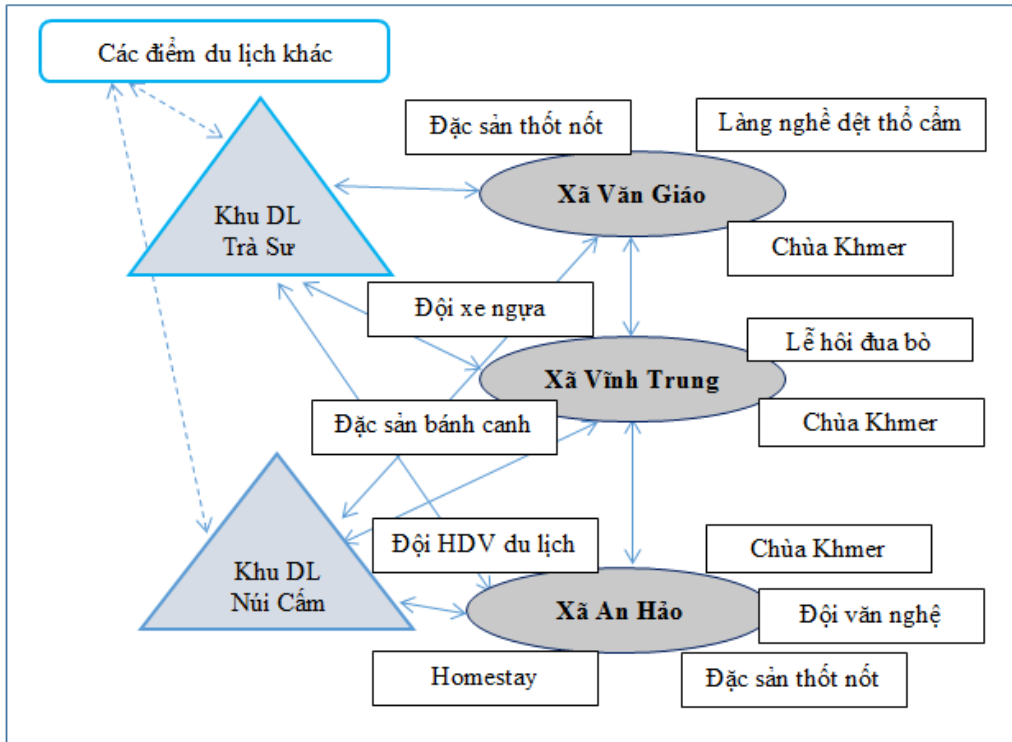 Các điểm du lịch khác
Đặc sản thốt nốt
Làng nghề dệt thổ cẩm
Xã Văn Giáo
Khu DL
Trà Sư
Chùa Khmer
Đội xe ngựa
Lễ hôi đua bò
Xã Vĩnh Trung
Đặc sản bánh canh
Chùa Khmer
Đội HDV du lịch
Chùa Khmer
Khu DL
Núi Cấm
Xã An Hảo
Đội văn nghệ
Homestay
Đặc sản thốt nốt